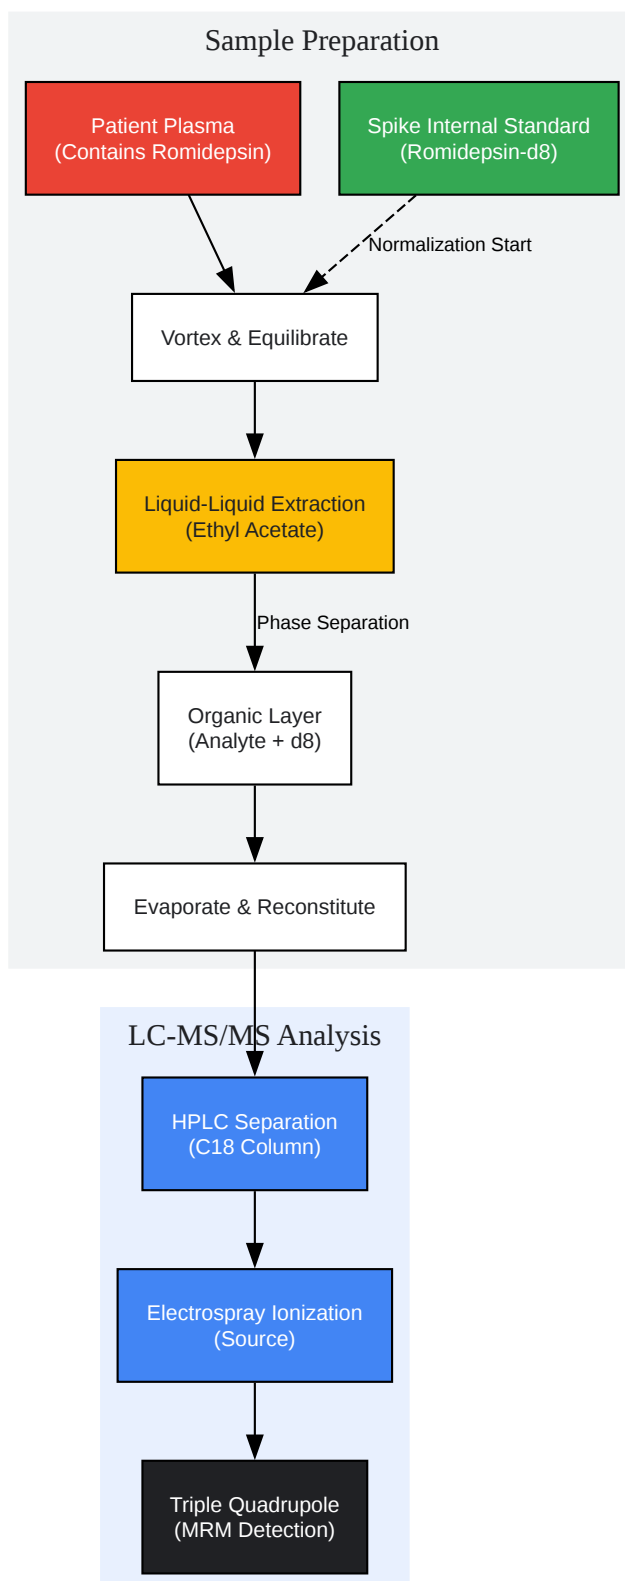 Sample Preparation
Patient Plasma
(Contains Romidepsin)
Spike Internal Standard
(Romidepsin-d8)
Normalization Start
Vortex & Equilibrate
Liquid-Liquid Extraction
(Ethyl Acetate)
Phase Separation
Organic Layer
(Analyte + d8)
Evaporate & Reconstitute
LC-MS/MS Analysis
HPLC Separation
(C18 Column)
Electrospray Ionization
(Source)
Triple Quadrupole
(MRM Detection)